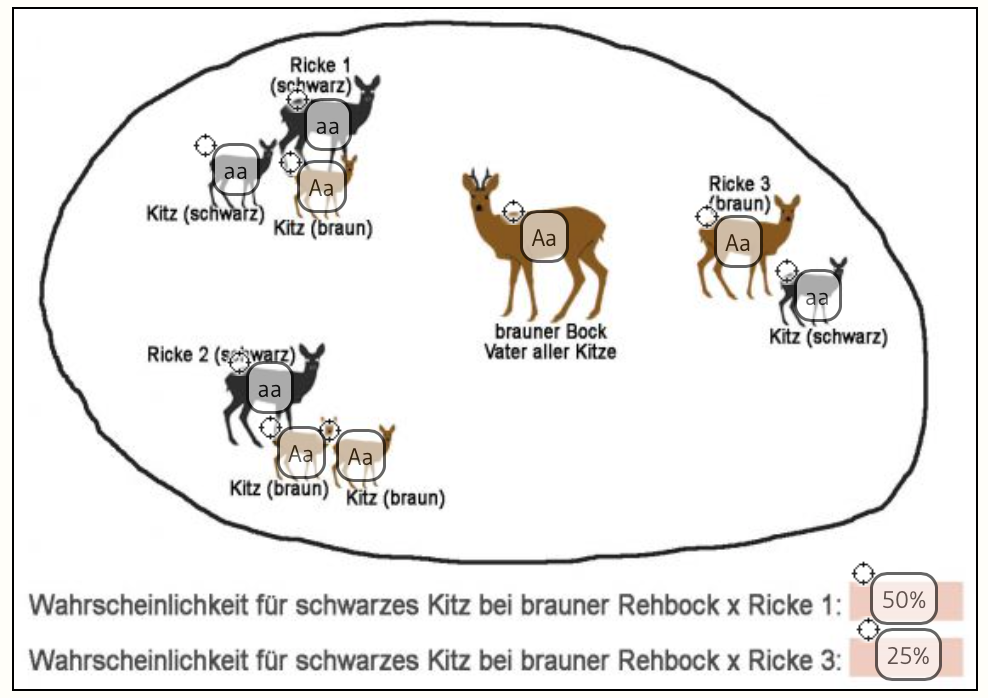 Ricke 1
(schwarz)
aa
aa
Aa
Kitz (schwarz)
Kitz (braun)
Aa
brauner Bock
Vater aller Kitze
Ricke 3
(braun)
Aa
aa
Kitz (schwarz)
Ricke 2 (schwarz)
aa
Aa
Aa
Kitz (braun)
Kitz (braun)
Wahrscheinlichkeit für schwarzes Kitz bei brauner Rehbock x Ricke 1: 50%
Wahrscheinlichkeit für schwarzes Kitz bei brauner Rehbock x Ricke 3: 25%